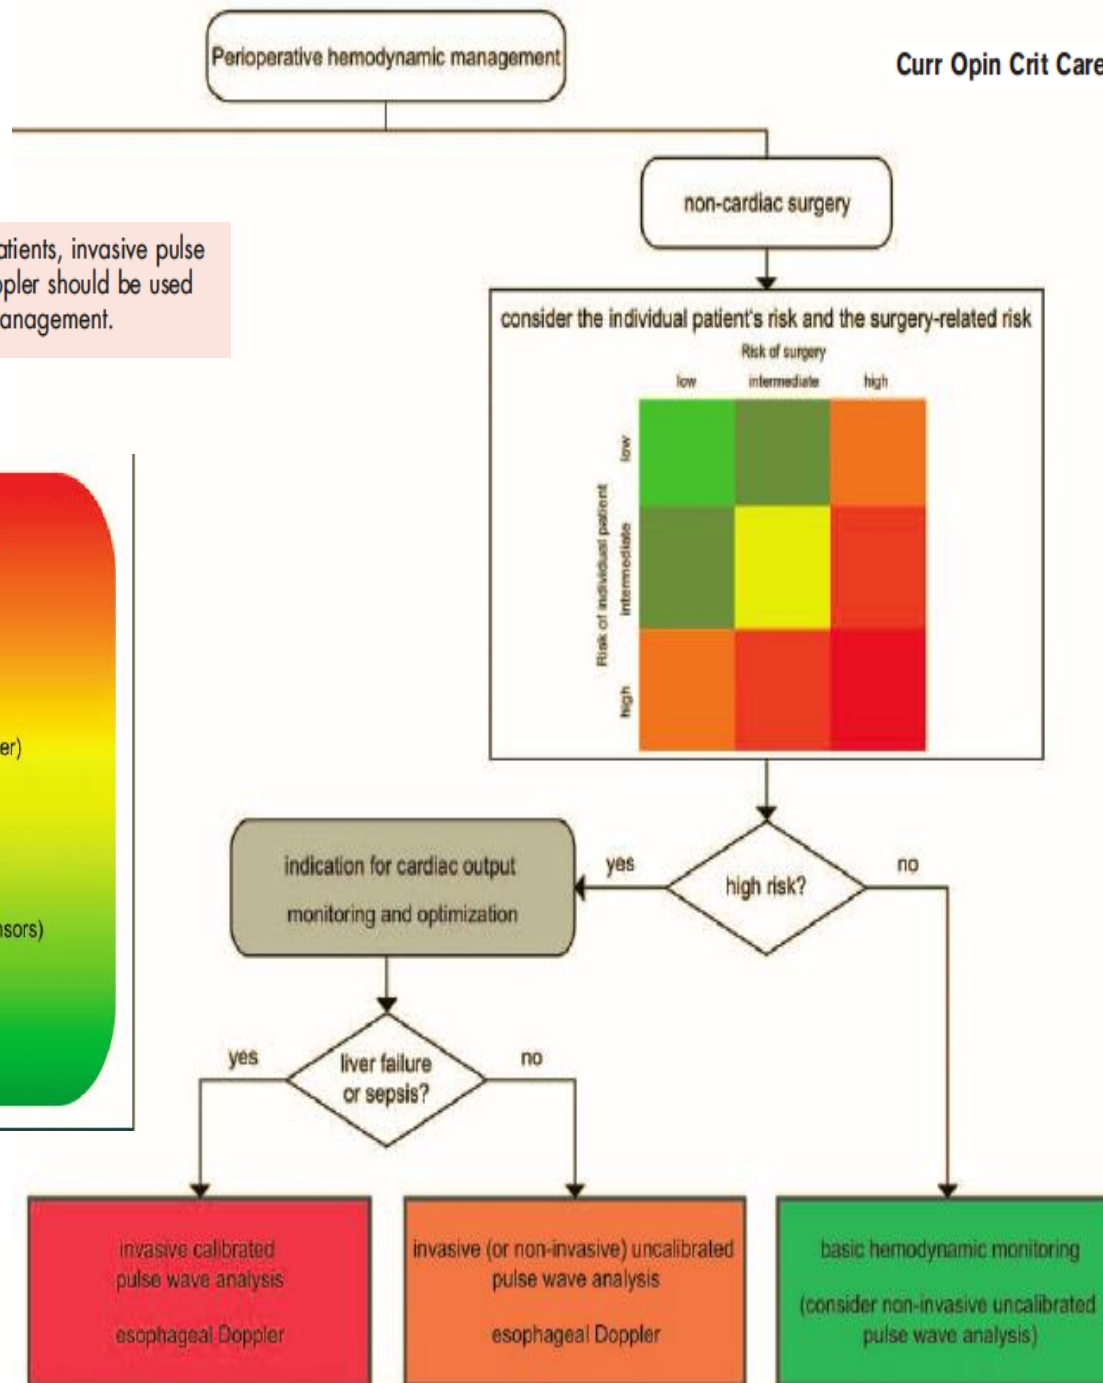 Perioperative hemodynamic management
Curr Opin Crit Care
non-cardiac surgery
atients, invasive pulse
ppler should be used
anagement.
consider the individual patient's risk and the surgery-related risk
Risk of surgery
low intermediate high
Risk of individual patient
low
intermediate
high
er)
nsors)
indication for cardiac output
monitoring and optimization
yes
high risk?
no
yes
liver failure
or sepsis?
no
invasive calibrated
pulse wave analysis
esophageal Doppler
invasive (or non-invasive) uncalibrated
pulse wave analysis
esophageal Doppler
basic hemodynamic monitoring
(consider non-invasive uncalibrated
pulse wave analysis)